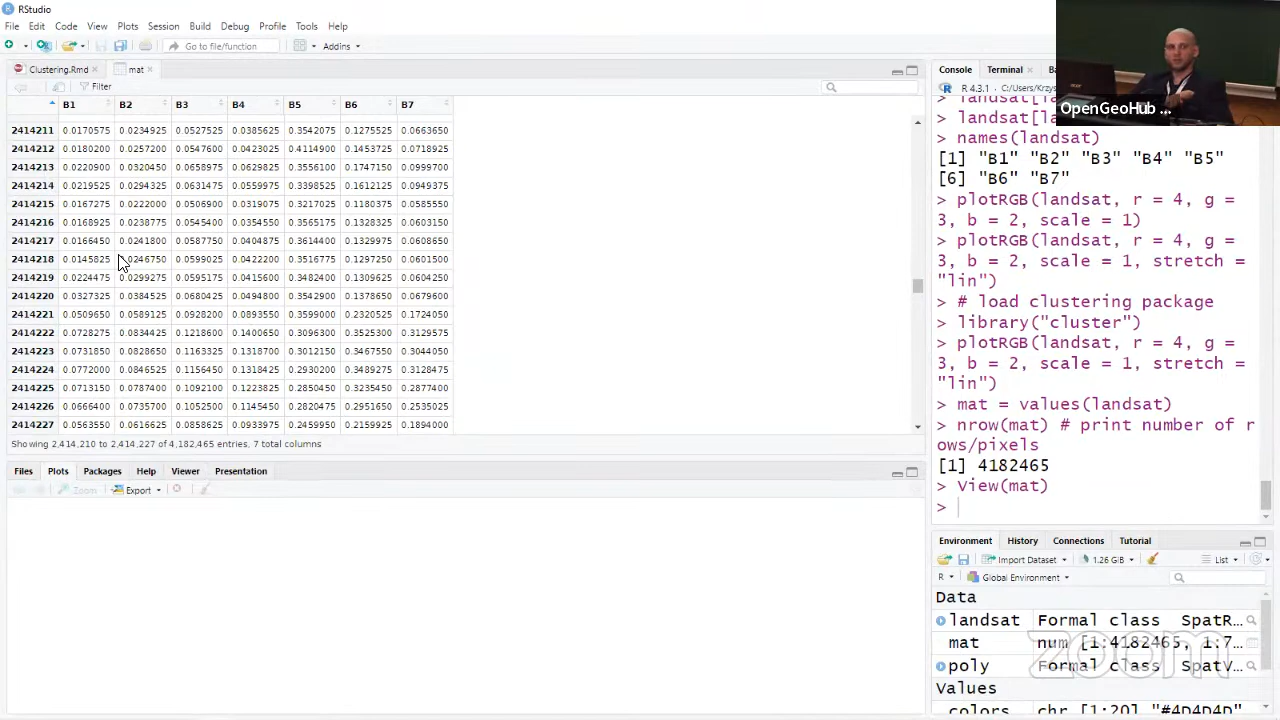 RStudio
File Edit Code View Plots Session Build Debug Profile Tools Help
Go to file/function Addins
Clustering.Rmd mat
Filter
B1 B2 B3 B4 B5 B6 B7
2414211 0.0170575 0.0234925 0.0527525 0.0385625 0.3542075 0.1275525 0.0663650
2414212 0.0180200 0.0257200 0.0547600 0.0423025 0.4114900 0.1453725 0.0718925
2414213 0.0220900 0.0320450 0.0658975 0.0529825 0.3556100 0.1747150 0.0999700
2414214 0.0219525 0.0294325 0.0631475 0.0559975 0.3398525 0.1612125 0.0949375
2414215 0.0167275 0.0222000 0.0506900 0.0319075 0.3217025 0.1180375 0.0585550
2414216 0.0168925 0.0238775 0.0545400 0.0354550 0.3565175 0.1328325 0.0603150
2414217 0.0166450 0.0241800 0.0587750 0.0404875 0.3614400 0.1329975 0.0608650
2414218 0.0145825 0.0246750 0.0599025 0.0422200 0.3516775 0.1297250 0.0601500
2414219 0.0224475 0.0299275 0.0595175 0.0415600 0.3482400 0.1309625 0.0604250
2414220 0.0327325 0.0384525 0.0680425 0.0494800 0.3542900 0.1378650 0.0679600
2414221 0.0509650 0.0589125 0.0928200 0.0893550 0.3599000 0.2320525 0.1724050
2414222 0.0728275 0.0834425 0.1218600 0.1400650 0.3096300 0.3525300 0.3129575
2414223 0.0731850 0.0828650 0.1163325 0.1318700 0.3012150 0.3467550 0.3044050
2414224 0.0772000 0.0846525 0.1156450 0.1318425 0.2930200 0.3489275 0.3128475
2414225 0.0713150 0.0787400 0.1092100 0.1223825 0.2850450 0.3235450 0.2877400
2414226 0.0666400 0.0735700 0.1052500 0.1145450 0.2820475 0.2951650 0.2535025
2414227 0.0563550 0.0616625 0.0858625 0.0933975 0.2459950 0.2159925 0.1894000
Showing 2,414,210 to 2,414,227 of 4,182,465 entries, 7 total columns
Files Plots Packages Help Viewer Presentation
Zoom Export
OpenGeoHub ...
Console Terminal
R 4.3.1 · C:/Users/Krzys
> landsat[la
> names(landsat)
[1] "B1" "B2" "B3" "B4" "B5"
[6] "B6" "B7"
> plotRGB(landsat, r = 4, g =
3, b = 2, scale = 1)
> plotRGB(landsat, r = 4, g =
3, b = 2, scale = 1, stretch =
"lin")
> # load clustering package
> library("cluster")
> plotRGB(landsat, r = 4, g =
3, b = 2, scale = 1, stretch =
"lin")
> mat = values(landsat)
> nrow(mat) # print number of r
ows/pixels
[1] 4182465
> View(mat)
>
Environment History Connections Tutorial
Import Dataset 1.26 GiB List
R Global Environment
Data
landsat Formal class SpatR…
mat num [1:4182465, 1:7…
poly Formal class SpatV…
Values
colors chr [1:20] "#4D4D4D"
zoom